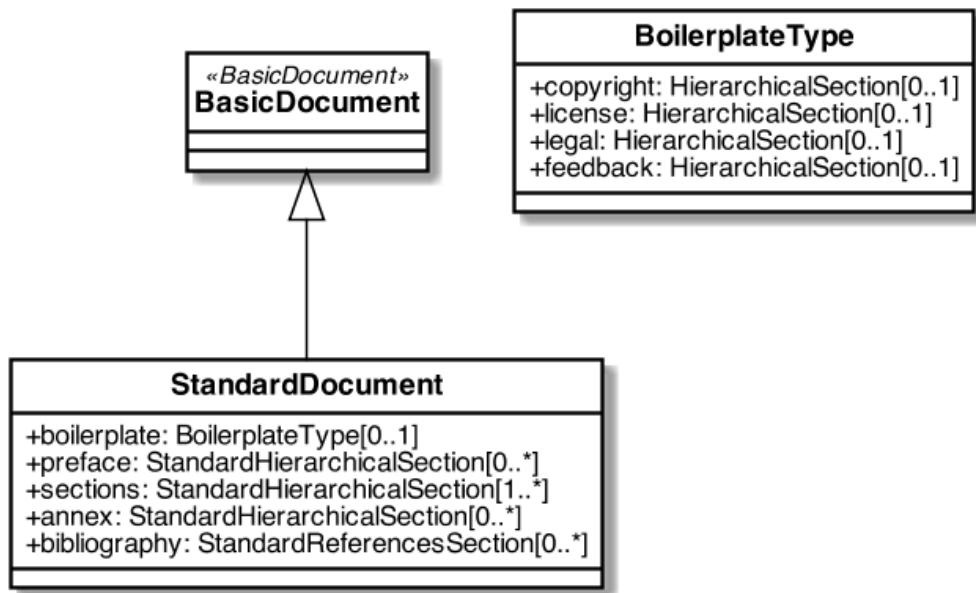 «BasicDocument»
BasicDocument
BoilerplateType
+copyright: HierarchicalSection[0..1]
+license: HierarchicalSection[0..1]
+legal: HierarchicalSection[0..1]
+feedback: HierarchicalSection[0..1]
StandardDocument
+boilerplate: BoilerplateType[0..1]
+preface: StandardHierarchicalSection[0..*]
+sections: StandardHierarchicalSection[1..*]
+annex: StandardHierarchicalSection[0..*]
+bibliography: StandardReferencesSection[0..*]